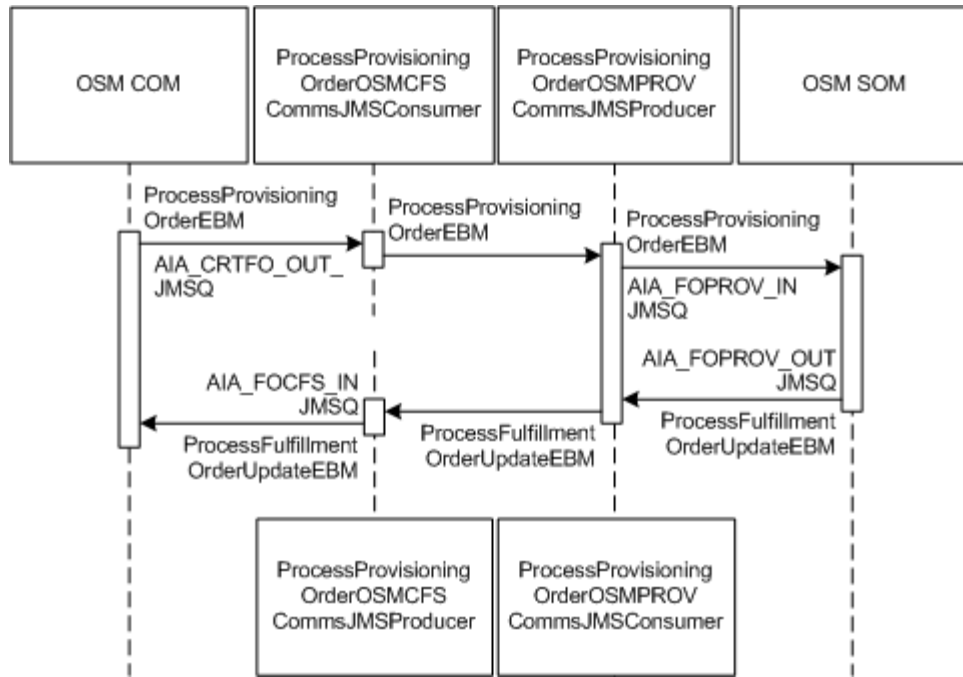 OSM COM
ProcessProvisioning
OrderOSMCFS
CommsJMSConsumer
ProcessProvisioning
OrderOSMPROV
CommsJMSProducer
OSM SOM
ProcessProvisioning
OrderEBM
AIA_CRTFO_OUT_
JMSQ
ProcessProvisioning
OrderEBM
ProcessProvisioning
OrderEBM
AIA_FOPROV_IN
JMSQ
AIA_FOPROV_OUT
JMSQ
ProcessFulfillment
OrderUpdateEBM
ProcessFulfillment
OrderUpdateEBM
AIA_FOCFS_IN
JMSQ
ProcessFulfillment
OrderUpdateEBM
ProcessProvisioning
OrderOSMCFS
CommsJMSProducer
ProcessProvisioning
OrderOSMPROV
CommsJMSConsumer